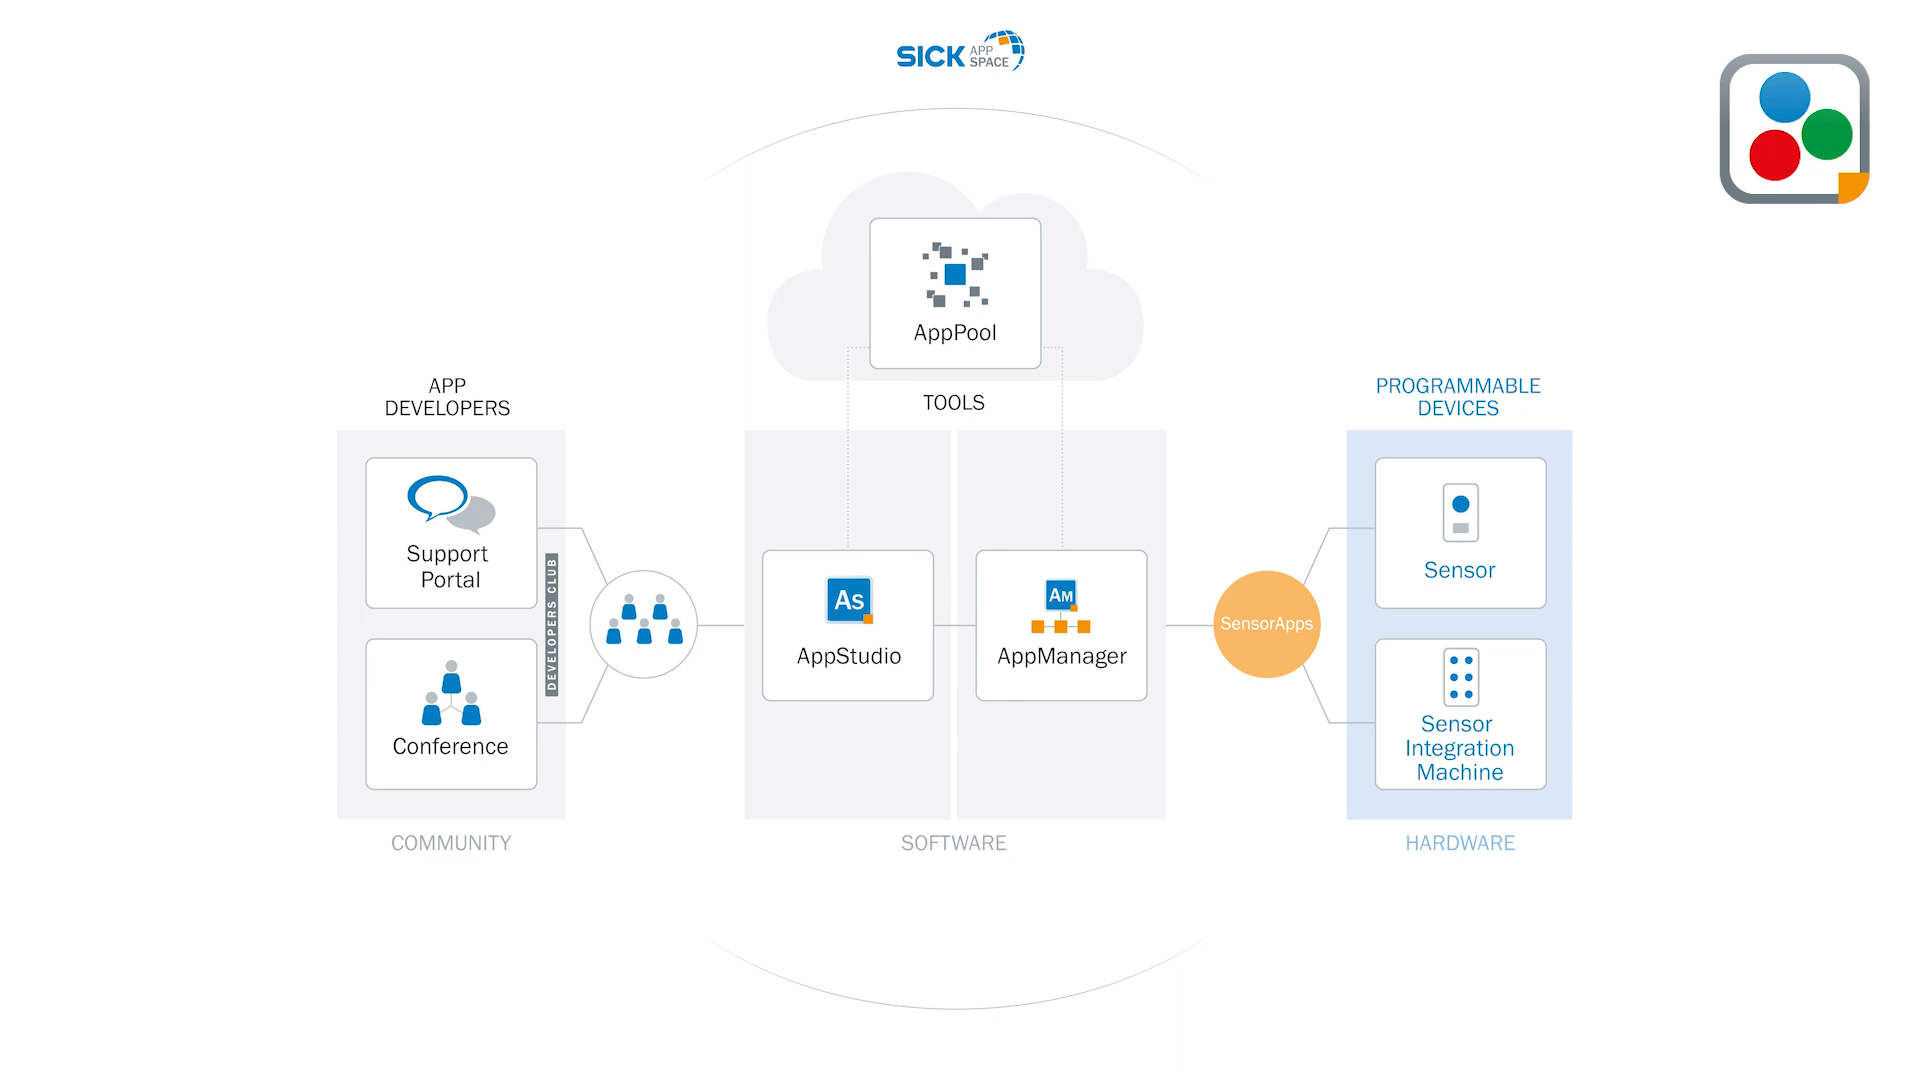 SICK APP
SPACE
AppPool
TOOLS
APP
DEVELOPERS
Support
Portal
Conference
DEVELOPERS CLUB
COMMUNITY
As
AppStudio
AM
AppManager
SOFTWARE
SensorApps
PROGRAMMABLE
DEVICES
Sensor
Sensor
Integration
Machine
HARDWARE